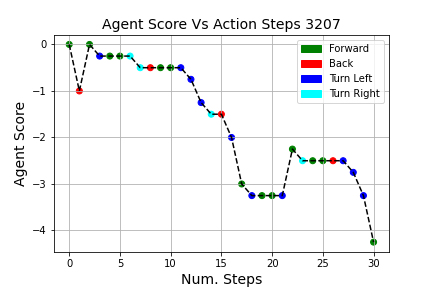 Agent Score Vs Action Steps 3207
Agent Score
0
−1
−2
−3
−4
Forward
Back
Turn Left
Turn Right
0 5 10 15 20 25 30
Num. Steps